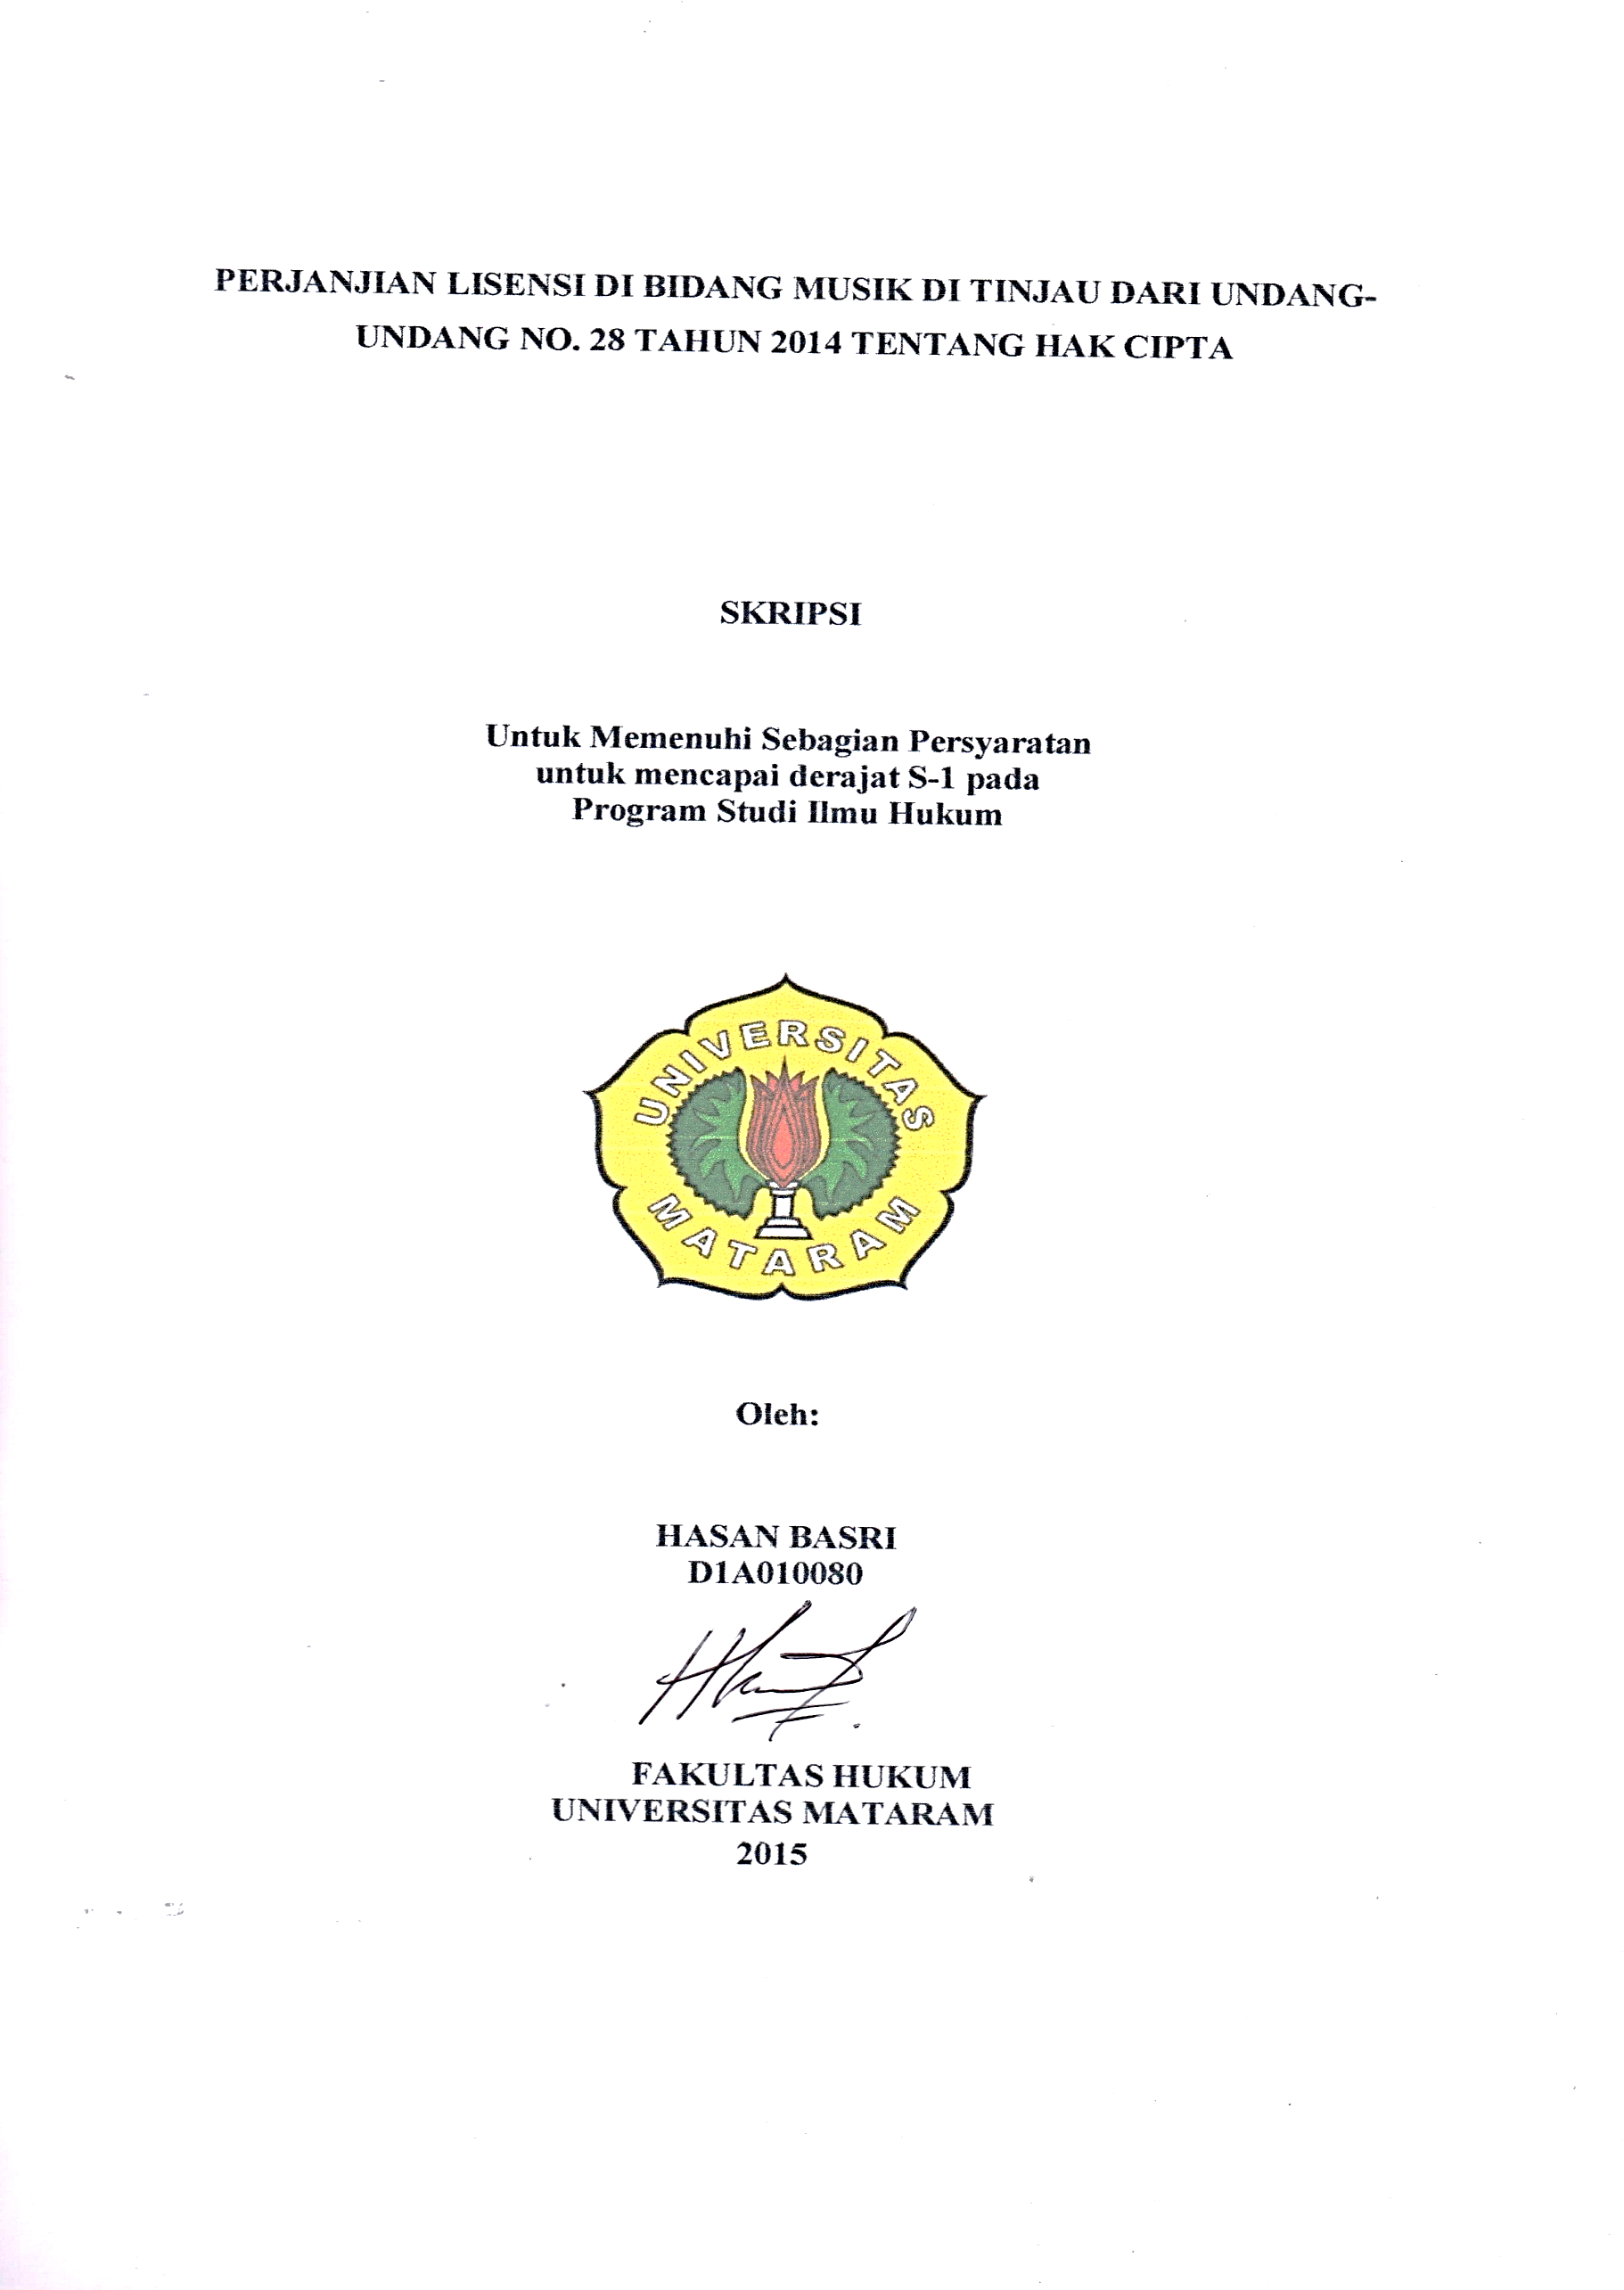 PERJANJIAN LISENSI DI BIDANG MUSIK DI TINJAU DARI UNDANG-
UNDANG NO. 28 TAHUN 2014 TENTANG HAK CIPTA
SKRIPSI
Untuk Memenuhi Sebagian Persyaratan
untuk mencapai derajat S-1 pada
Program Studi Ilmu Hukum
UNIVERSITAS
MATARAM
Oleh:
HASAN BASRI
D1A010080
FAKULTAS HUKUM
UNIVERSITAS MATARAM
2015